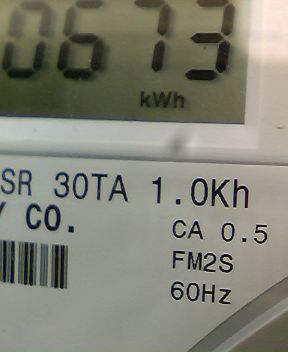 0673
kWh
SR 30TA 1.0Kh
Y CO.
CA 0.5
FM2S
60Hz